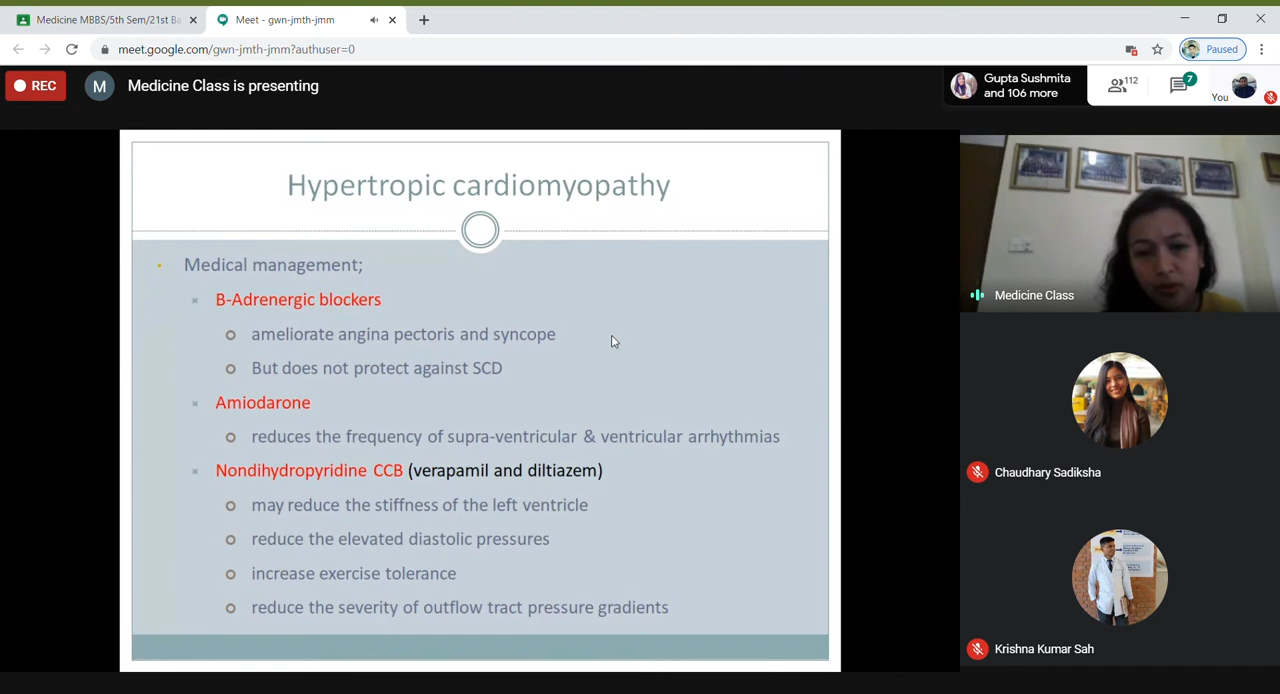 Medicine MBBS/5th Sem/21st Ba
Meet - gwn-jmth-jmm
meet.google.com/gwn-jmth-jmm?authuser=0
Paused
REC
M
Medicine Class is presenting
Gupta Sushmita
and 106 more
112
7
You
Hypertropic cardiomyopathy
Medical management;
B-Adrenergic blockers
ameliorate angina pectoris and syncope
But does not protect against SCD
Amiodarone
reduces the frequency of supra-ventricular & ventricular arrhythmias
Nondihydropyridine CCB (verapamil and diltiazem)
may reduce the stiffness of the left ventricle
reduce the elevated diastolic pressures
increase exercise tolerance
reduce the severity of outflow tract pressure gradients
Medicine Class
Chaudhary Sadiksha
Krishna Kumar Sah